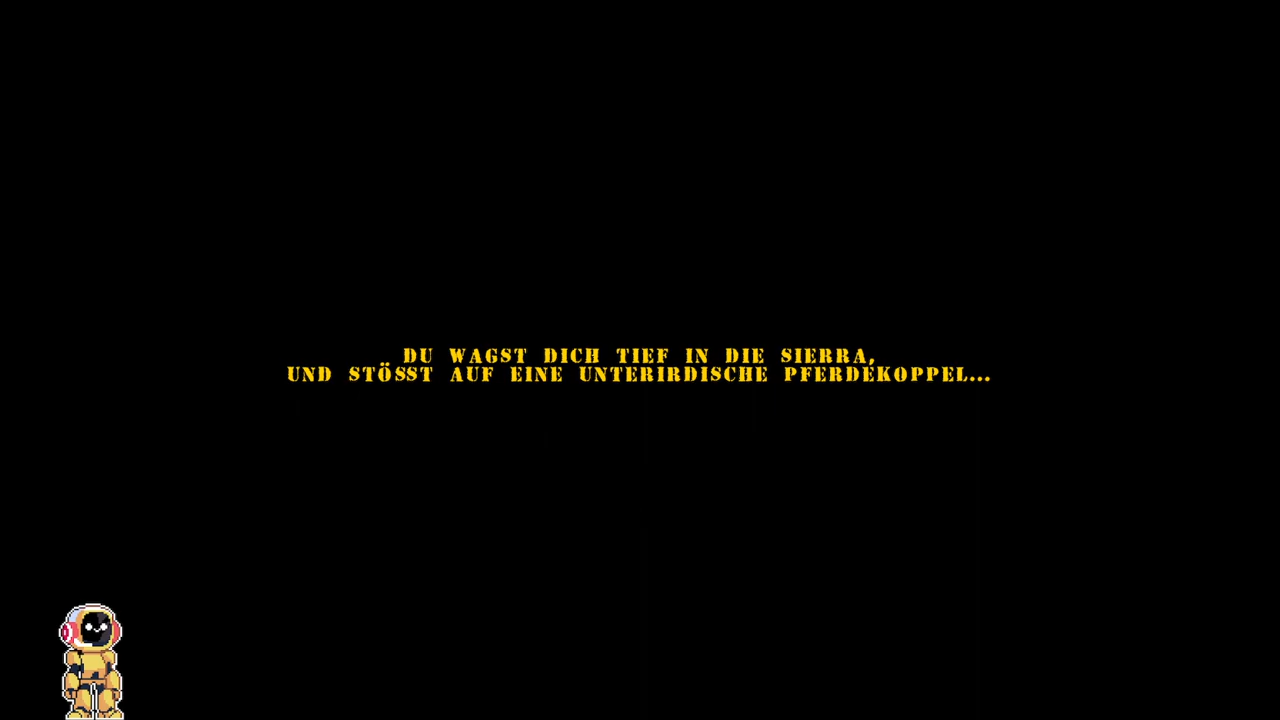 DU WAGST DICH TIEF IN DIE SIERRA,
UND STÖSST AUF EINE UNTERIRDISCHE PFERDEKOPPEL...